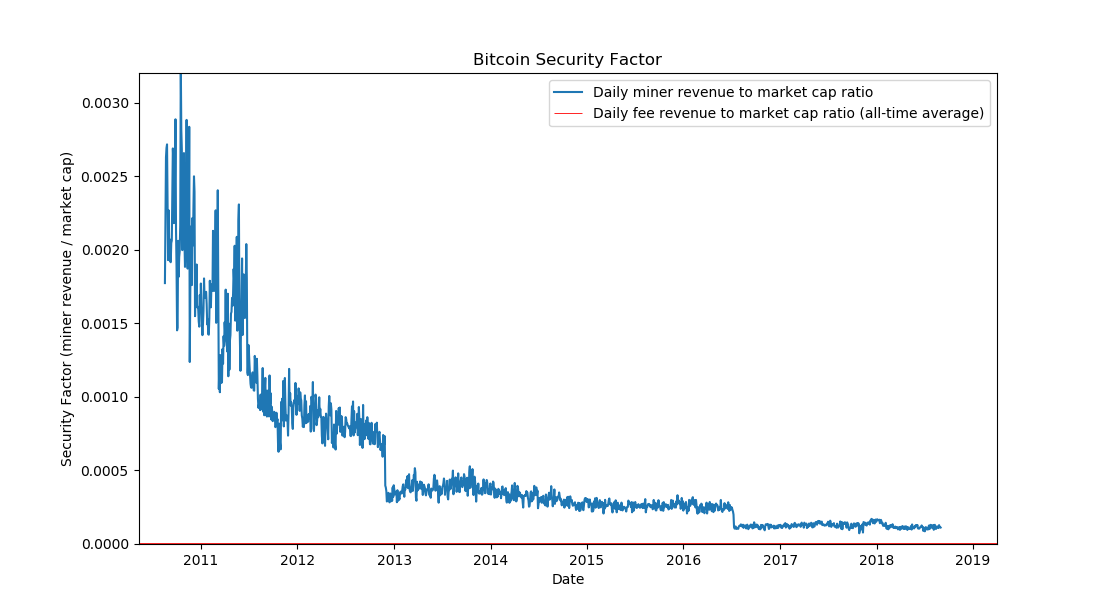 Bitcoin Security Factor
Daily miner revenue to market cap ratio
Daily fee revenue to market cap ratio (all-time average)
Security Factor (miner revenue / market cap)
0.0030
0.0025
0.0020
0.0015
0.0010
0.0005
0.0000
2011 2012 2013 2014 2015 2016 2017 2018 2019
Date